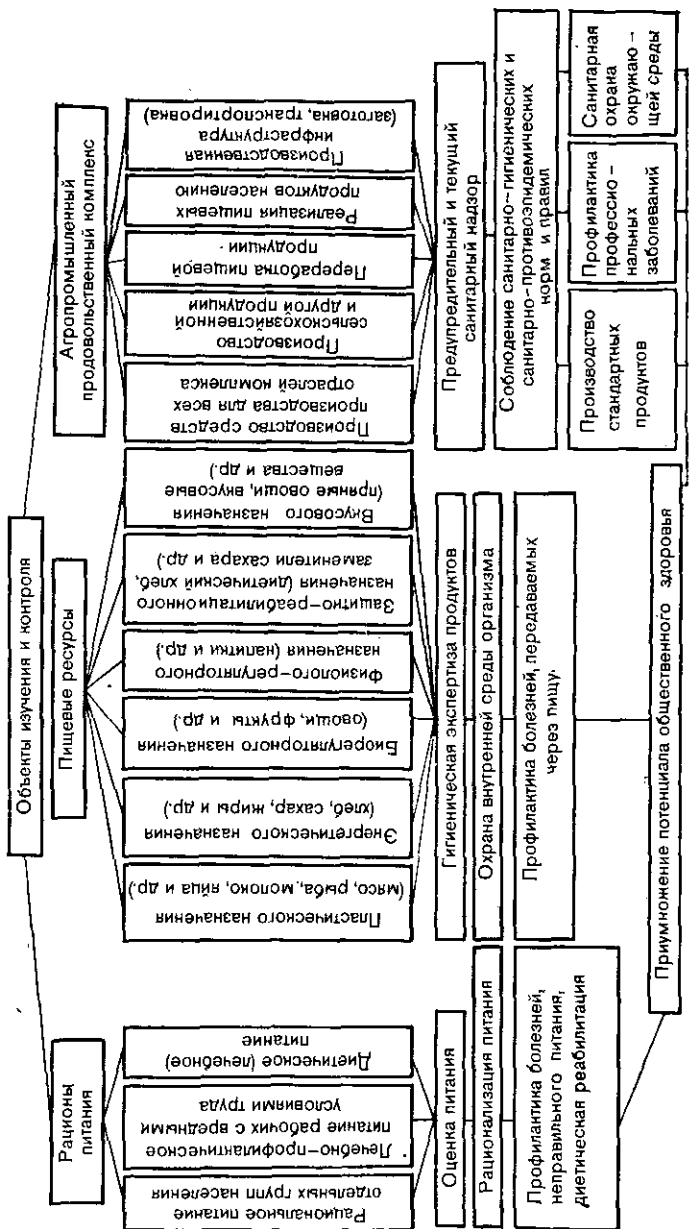 Объекты изучения и контроля
Рационы
питания
Рациональное питание
отдельных групп населения
Лечебно-профилактическое
питание рабочих с вредными
условиями труда
Диетическое (лечебное)
питание
Оценка питания
Рационализация питания
Профилактика болезней,
неправильного питания,
диетическая реабилитация
Пищевые ресурсы
Пластического назначения
(мясо, рыба, молоко, яйца и др.)
Энергетического назначения
(хлеб, сахар, жиры и др.)
Биорегуляторного назначения
(овощи, фрукты и др.)
Физиолого-регуляторного
назначения (напитки и др.)
Защитно-реабилитационного
назначения (диетический хлеб,
заменители сахара и др.)
Вкусового назначения
(пряные овощи, вкусовые
вещества и др.)
Гигиеническая экспертиза продуктов
Охрана внутренней среды организма
Профилактика болезней, передаваемых
через пищу
Агропромышленный
продовольственный комплекс
Производство средств
производства для всех
отраслей комплекса
Производство
сельскохозяйственной
и другой продукции
Переработка пищевой
продукции
Реализация пищевых
продуктов населению
Производственная
инфраструктура
(заготовка, транспортировка)
Предупредительный и текущий
санитарный надзор
Соблюдение санитарно-гигиенических и
санитарно-противоэпидемических
норм и правил
Производство
стандартных
продуктов
Профилактика
профессио-
нальных
заболеваний
Санитарная
охрана
окружаю-
щей среды
Приумножение потенциала общественного здоровья